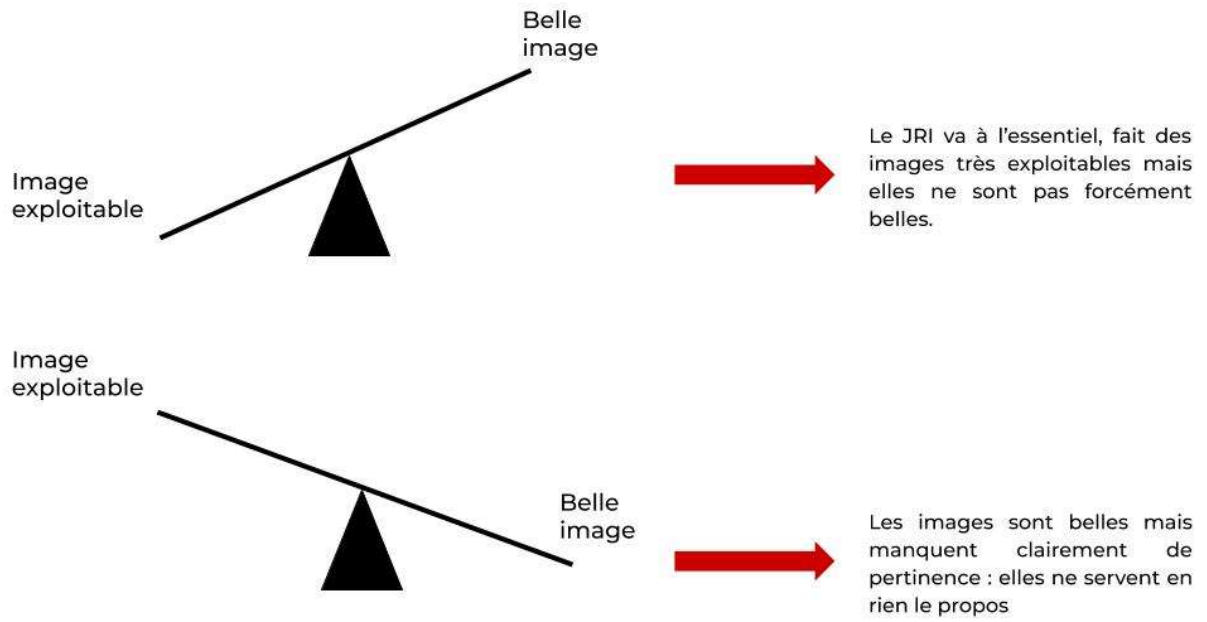 Belle
image
Image
exploitable
Le JRI va à l'essentiel, fait des
images très exploitables mais
elles ne sont pas forcément
belles.
Image
exploitable
Belle
image
Les images sont belles mais
manquent clairement de
pertinence : elles ne servent en
rien le propos